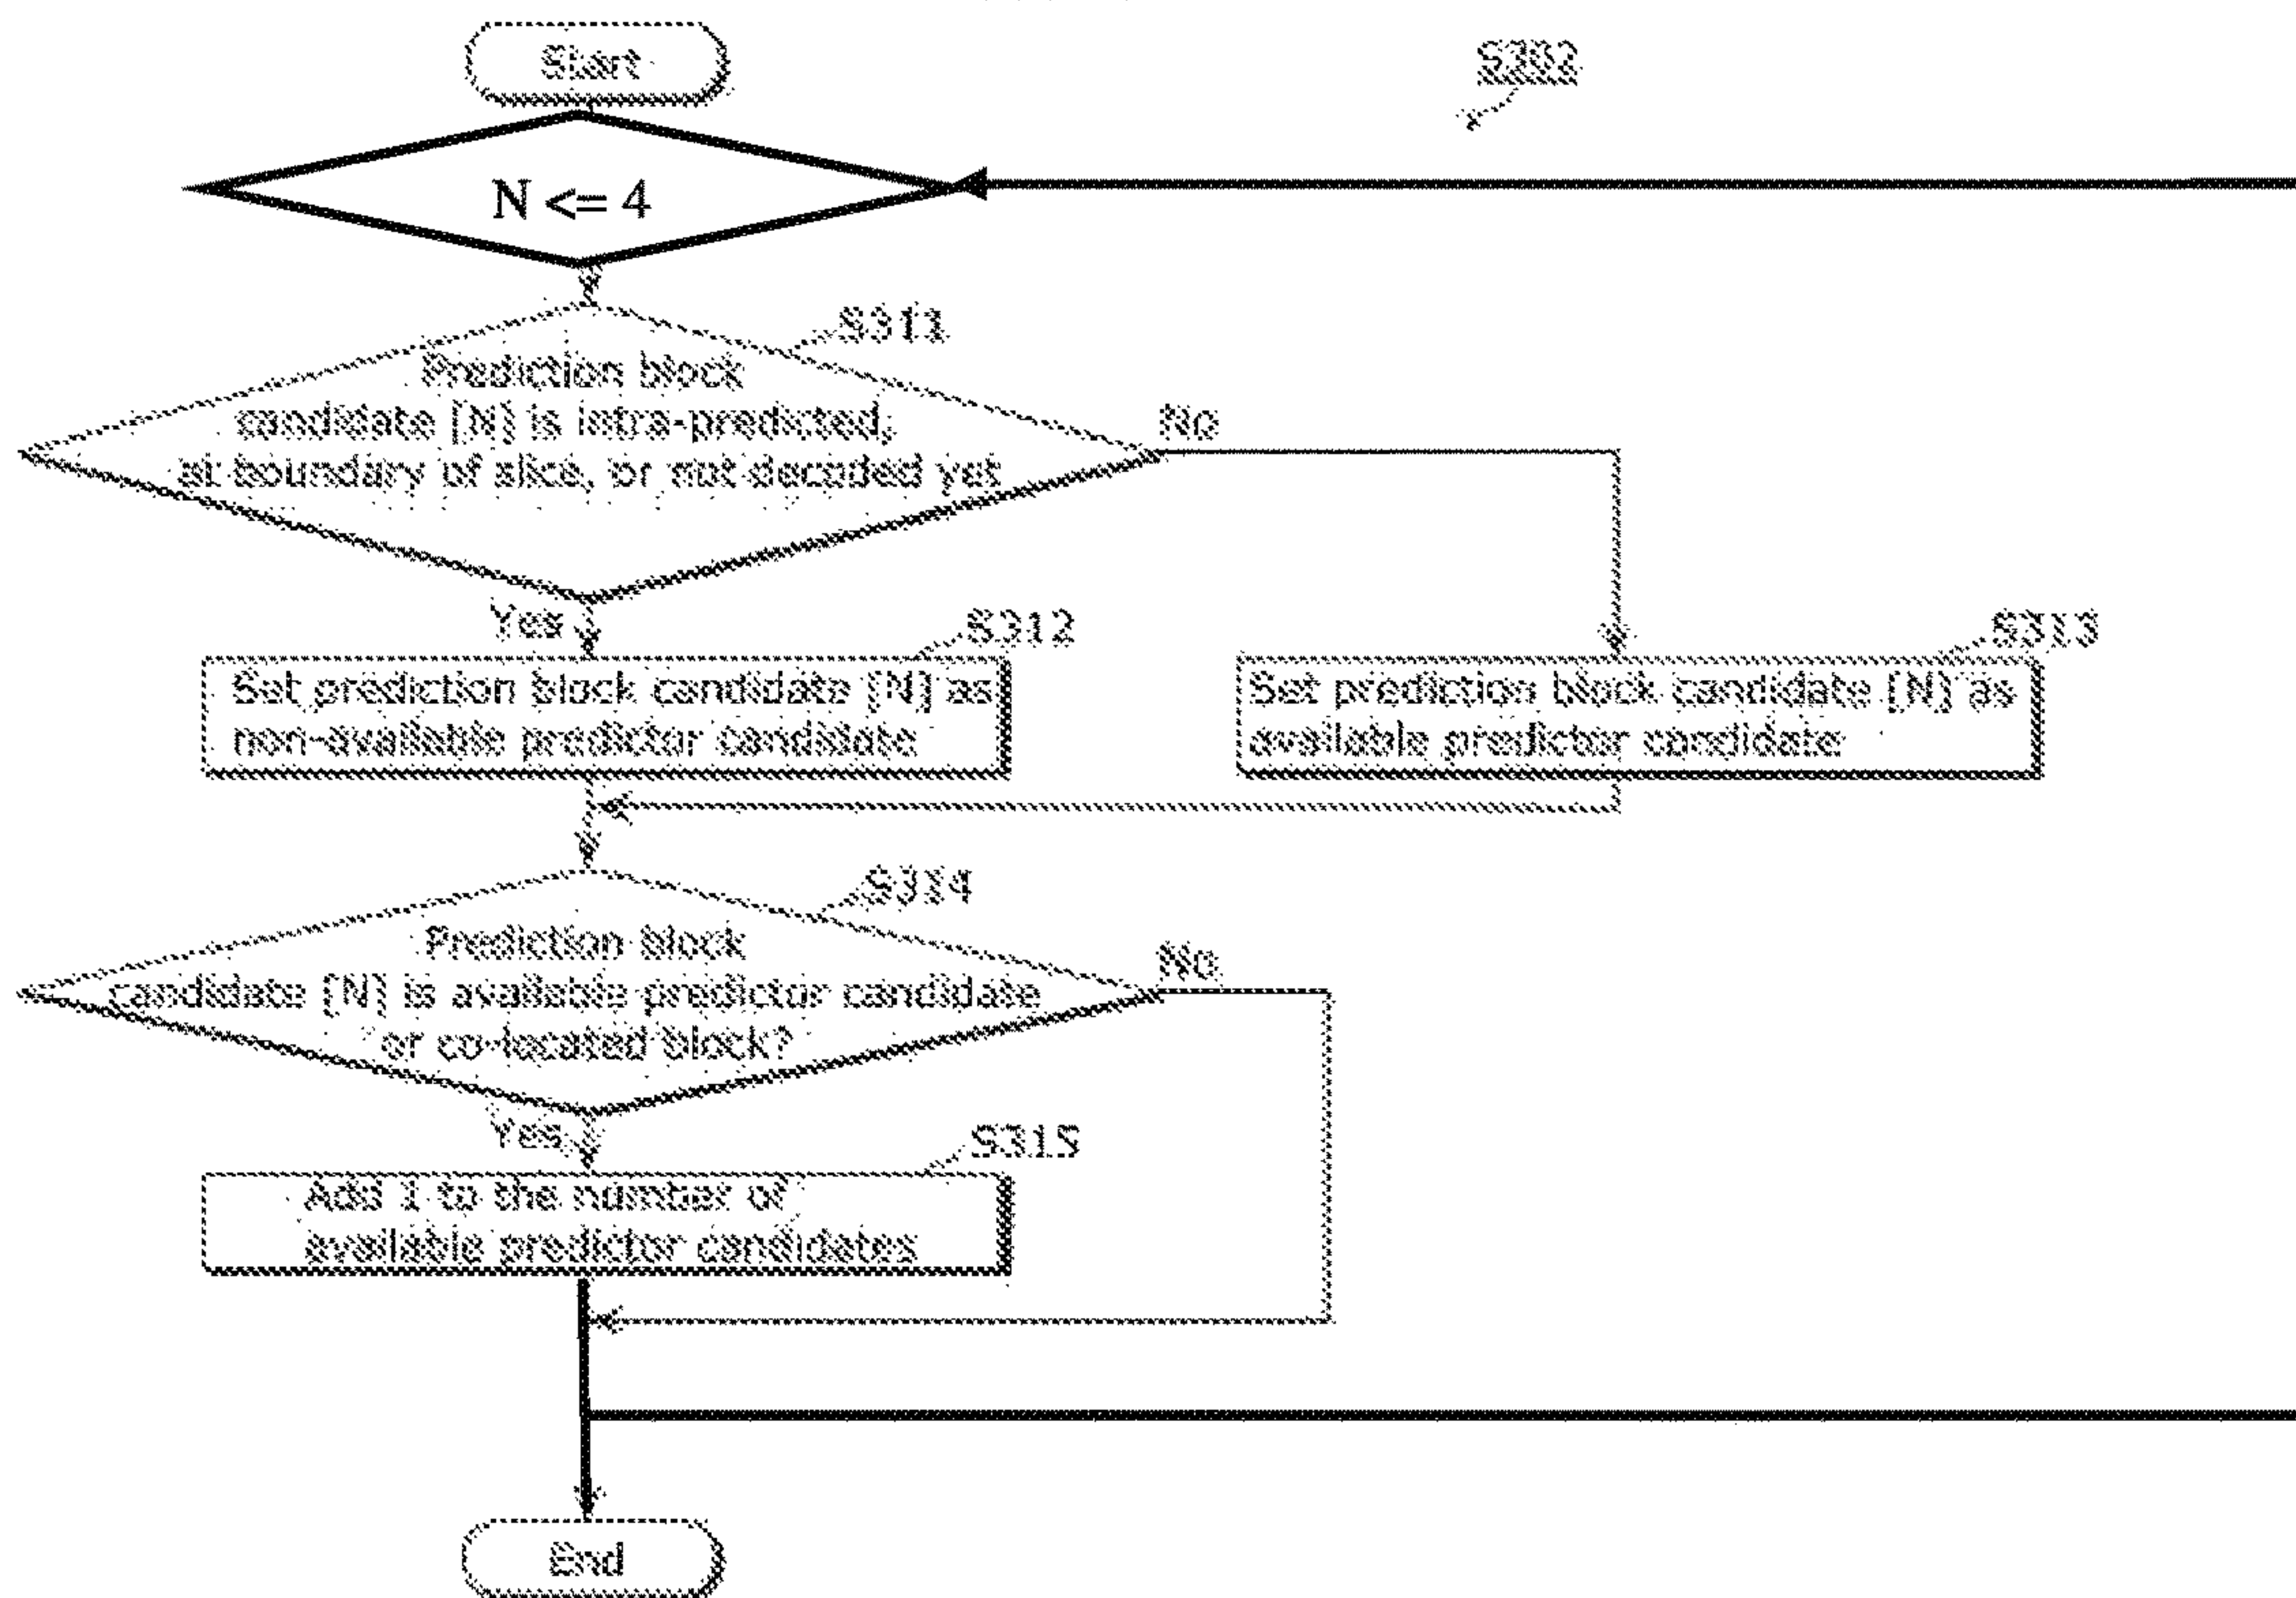 Start
S302
N <= 4
S311
Prediction block
candidate [N] is intra-predicted,
at boundary of slice, or not decoded yet
No
Yes
S312
S313
Set prediction block candidate [N] as
non-available predictor candidate
Set prediction block candidate [N] as
available predictor candidate
S314
Prediction block
candidate [N] is available predictor candidate
or co-located block?
No
Yes
S315
Add 1 to the number of
available predictor candidates
End